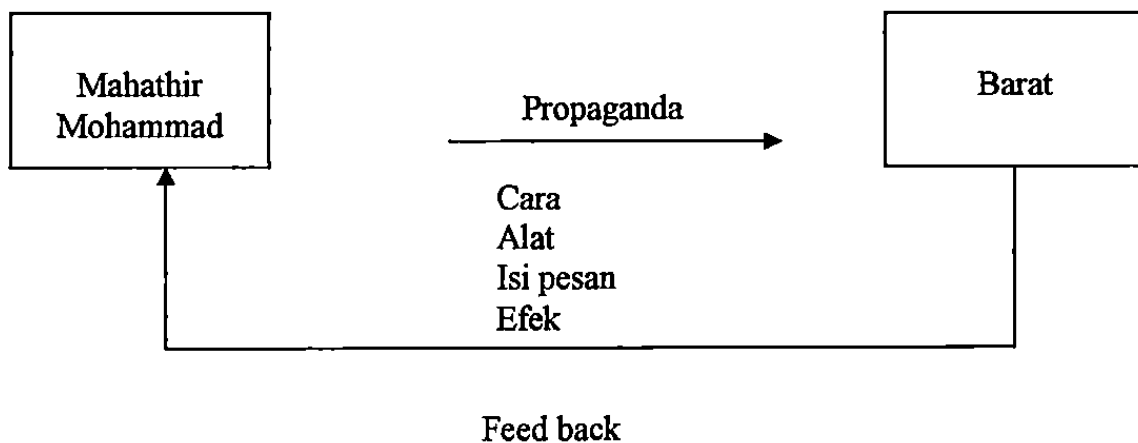 Mahathir
Mohammad
Propaganda
Barat
Cara
Alat
Isi pesan
Efek
Feed back